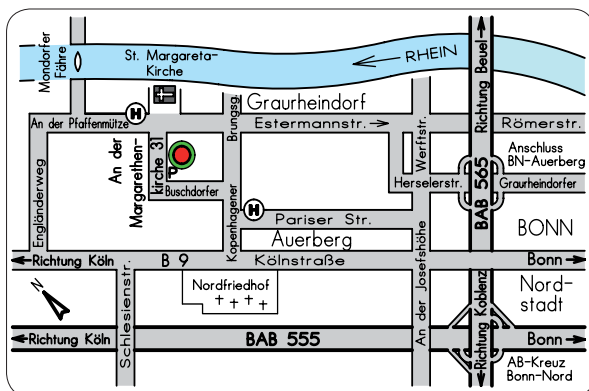 Mondorfer
Fähre
St. Margareta-
Kirche
RHEIN
Richtung Beuel
H
An der Pfaffenmütze
Brungsg.
Graurheindorf
Estermannstr.
Werftstr.
Römerstr.
Anschluss
BN-Auerberg
An der
Margarethen-
kirche 31
P
Buschdorfer
Herseierstr.
Graurheindorfer
BAB 565
Engländerweg
Kopenhagener
H
Pariser Str.
Auerberg
An der Josefshöhe
BONN
Richtung Köln
B 9
Kölnstraße
Bonn
N
Schlesienstr.
Nordfriedhof
Richtung Koblenz
Nord-
stadt
Richtung Köln
BAB 555
Bonn
AB-Kreuz
Bonn-Nord